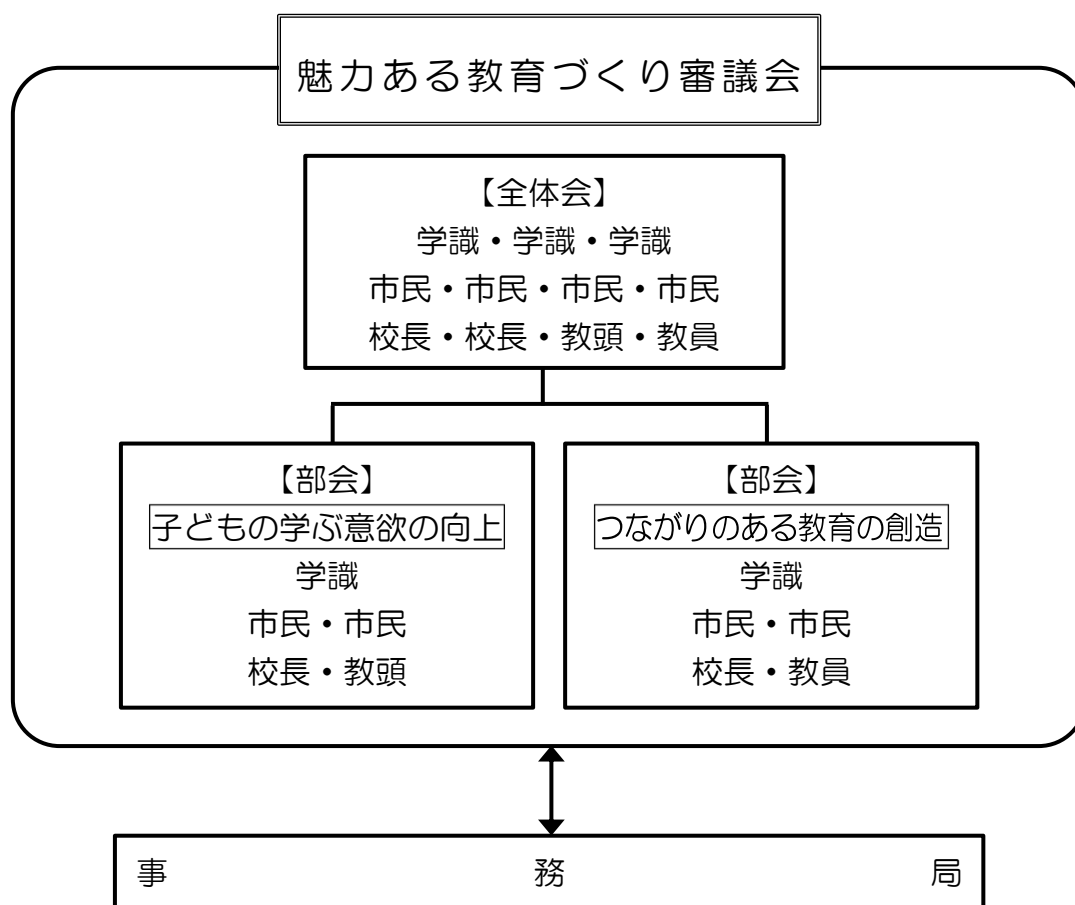 魅力ある教育づくり審議会
【全体会】
学識・学識・学識
市民・市民・市民・市民
校長・校長・教頭・教員
【部会】
子どもの学ぶ意欲の向上
学識
市民・市民
校長・教頭
【部会】
つながりのある教育の創造
学識
市民・市民
校長・教員
事務局